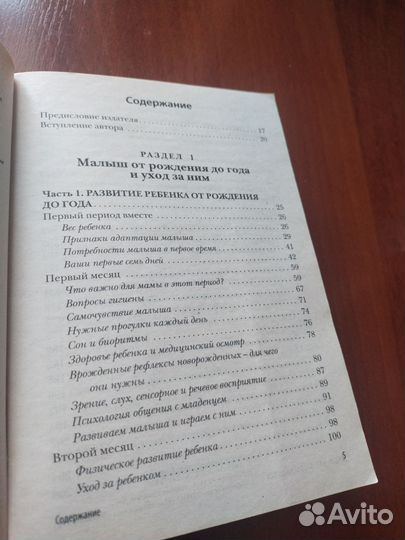 Содержание
Предисловие издателя . . . . . . . . . . . . . . . . . . . . 17
Вступление автора . . . . . . . . . . . . . . . . . . . . . . 20
РАЗДЕЛ 1
Малыш от рождения до года
и уход за ним
Часть 1. РАЗВИТИЕ РЕБЕНКА ОТ РОЖДЕНИЯ
ДО ГОДА . . . . . . . . . . . . . . . . . . . . . . . . . . . 25
Первый период вместе . . . . . . . . . . . . . . . . . . . . 26
Вес ребенка . . . . . . . . . . . . . . . . . . . . . . . . . 26
Признаки адаптации малыша . . . . . . . . . . . . . . . . . 29
Потребности малыша в первое время . . . . . . . . . . . . . 41
Ваши первые семь дней . . . . . . . . . . . . . . . . . . . 42
Первый месяц . . . . . . . . . . . . . . . . . . . . . . . . 59
Что важно для мамы в этот период? . . . . . . . . . . . . . 59
Вопросы гигиены . . . . . . . . . . . . . . . . . . . . . . 67
Самочувствие малыша . . . . . . . . . . . . . . . . . . . . 71
Нужные прогулки каждый день . . . . . . . . . . . . . . . . 74
Сон и биоритмы . . . . . . . . . . . . . . . . . . . . . . . 76
Здоровье ребенка и медицинский осмотр . . . . . . . . . . . 78
Врожденные рефлексы новорожденных – для чего
они нужны . . . . . . . . . . . . . . . . . . . . . . . . . . 80
Зрение, слух, сенсорное и речевое восприятие . . . . . . . . 87
Психология общения с младенцем . . . . . . . . . . . . . . . 89
Развиваем малыша и играем с ним . . . . . . . . . . . . . . 91
Второй месяц . . . . . . . . . . . . . . . . . . . . . . . . 98
Физическое развитие ребенка . . . . . . . . . . . . . . . . 98
Уход за ребенком . . . . . . . . . . . . . . . . . . . . . . 100
5
Содержание
Avito